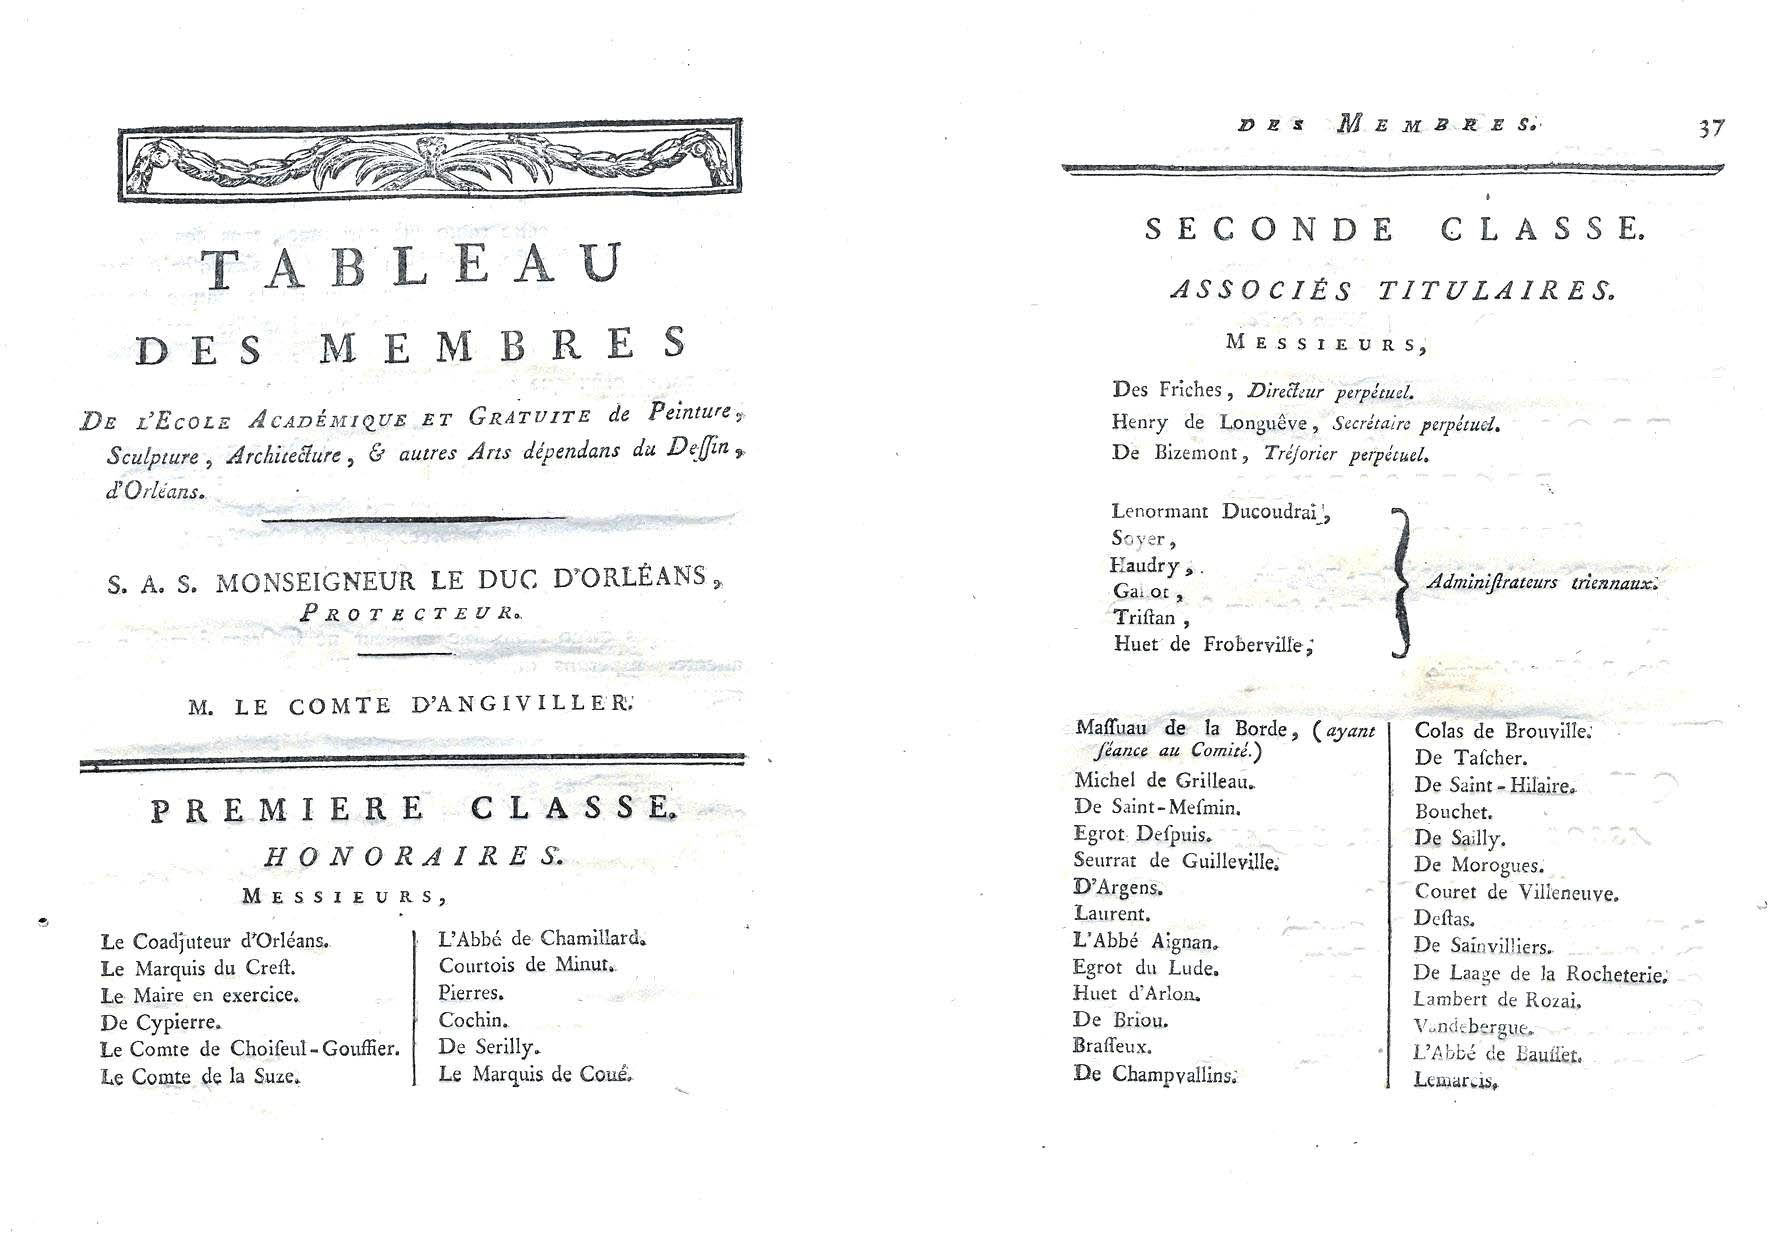 TABLEAU
DES MEMBRES
DE L'ECOLE ACADÉMIQUE ET GRATUITE de Peinture,
Sculpture, Architecture, & autres Arts dépendans du Deſſin,
d'Orléans.
S. A. S. MONSEIGNEUR LE DUC D'ORLÉANS,
PROTECTEUR.
M. LE COMTE D'ANGIVILLER.
PREMIERE CLASSE.
HONORAIRES.
MESSIEURS,
Le Coadjuteur d'Orléans.
Le Marquis du Creſt.
Le Maire en exercice.
De Cypierre.
Le Comte de Choiſeul-Gouffier.
Le Comte de la Suze.
L'Abbé de Chamillard.
Courtois de Minut.
Pierres.
Cochin.
De Serilly.
Le Marquis de Coué.
DES MEMBRES. 37
SECONDE CLASSE.
ASSOCIÉS TITULAIRES.
MESSIEURS,
Des Friches, Directeur perpétuel.
Henry de Longuêve, Secrétaire perpétuel.
De Bizemont, Tréſorier perpétuel.
Lenormant Ducoudrai,
Soyer,
Haudry,
Triſtan,
Huet de Froberville,
Adminiſtrateurs triennaux.
Maſſuau de la Borde, (ayant
ſéance au Comité.)
Michel de Grilleau.
De Saint-Meſmin.
Egrot Deſpuis.
Seurrat de Guilleville.
D'Argens.
Laurent.
L'Abbé Aignan.
Egrot du Lude.
Huet d'Arlon.
De Briou.
Braſſeux.
De Champvallins.
Colas de Brouville.
De Taſcher.
De Saint-Hilaire.
Bouchet.
De Sailly.
De Morogues.
Couret de Villeneuve.
Deſtas.
De Sainvilliers.
De Laage de la Rocheterie.
Lambert de Rozai.
Vandebergue.
L'Abbé de Bauſſet.
Lemarcis.